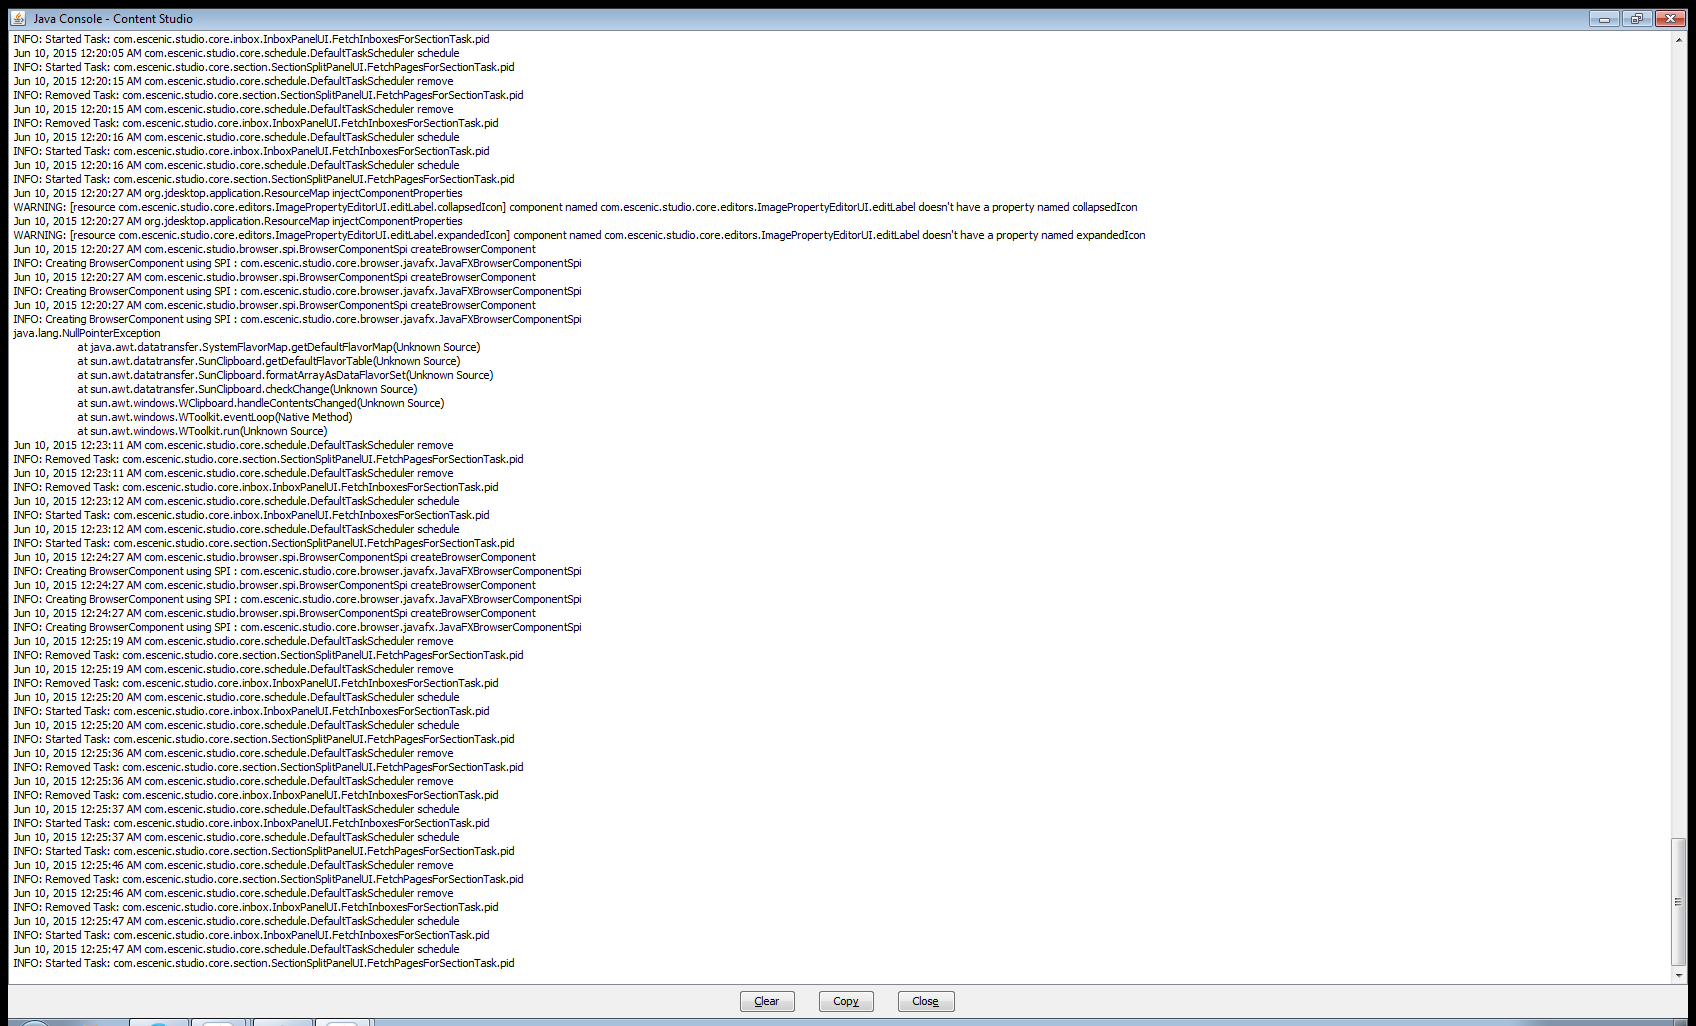 Java Console - Content Studio
INFO: Started Task: com.escenic.studio.core.inbox.InboxPanelUI.FetchInboxesForSectionTask.pid
Jun 10, 2015 12:20:05 AM com.escenic.studio.core.schedule.DefaultTaskScheduler schedule
INFO: Started Task: com.escenic.studio.core.section.SectionSplitPanelUI.FetchPagesForSectionTask.pid
Jun 10, 2015 12:20:15 AM com.escenic.studio.core.schedule.DefaultTaskScheduler remove
INFO: Removed Task: com.escenic.studio.core.section.SectionSplitPanelUI.FetchPagesForSectionTask.pid
Jun 10, 2015 12:20:15 AM com.escenic.studio.core.schedule.DefaultTaskScheduler remove
INFO: Removed Task: com.escenic.studio.core.inbox.InboxPanelUI.FetchInboxesForSectionTask.pid
Jun 10, 2015 12:20:16 AM com.escenic.studio.core.schedule.DefaultTaskScheduler schedule
INFO: Started Task: com.escenic.studio.core.inbox.InboxPanelUI.FetchInboxesForSectionTask.pid
Jun 10, 2015 12:20:16 AM com.escenic.studio.core.schedule.DefaultTaskScheduler schedule
INFO: Started Task: com.escenic.studio.core.section.SectionSplitPanelUI.FetchPagesForSectionTask.pid
Jun 10, 2015 12:20:27 AM org.jdesktop.application.ResourceMap injectComponentProperties
WARNING: [resource com.escenic.studio.core.editors.ImagePropertyEditorUI.editLabel.collapsedIcon] component named com.escenic.studio.core.editors.ImagePropertyEditorUI.editLabel doesn't have a property named collapsedIcon
Jun 10, 2015 12:20:27 AM org.jdesktop.application.ResourceMap injectComponentProperties
WARNING: [resource com.escenic.studio.core.editors.ImagePropertyEditorUI.editLabel.expandedIcon] component named com.escenic.studio.core.editors.ImagePropertyEditorUI.editLabel doesn't have a property named expandedIcon
Jun 10, 2015 12:20:27 AM com.escenic.studio.browser.spi.BrowserComponentSpi createBrowserComponent
INFO: Creating BrowserComponent using SPI : com.escenic.studio.core.browser.javafx.JavaFXBrowserComponentSpi
Jun 10, 2015 12:20:27 AM com.escenic.studio.browser.spi.BrowserComponentSpi createBrowserComponent
INFO: Creating BrowserComponent using SPI : com.escenic.studio.core.browser.javafx.JavaFXBrowserComponentSpi
Jun 10, 2015 12:20:27 AM com.escenic.studio.browser.spi.BrowserComponentSpi createBrowserComponent
INFO: Creating BrowserComponent using SPI : com.escenic.studio.core.browser.javafx.JavaFXBrowserComponentSpi
java.lang.NullPointerException
at java.awt.datatransfer.SystemFlavorMap.getDefaultFlavorMap(Unknown Source)
at sun.awt.datatransfer.SunClipboard.getDefaultFlavorTable(Unknown Source)
at sun.awt.datatransfer.SunClipboard.formatArrayAsDataFlavorSet(Unknown Source)
at sun.awt.datatransfer.SunClipboard.checkChange(Unknown Source)
at sun.awt.windows.WClipboard.handleContentsChanged(Unknown Source)
at sun.awt.windows.WToolkit.eventLoop(Native Method)
at sun.awt.windows.WToolkit.run(Unknown Source)
Jun 10, 2015 12:23:11 AM com.escenic.studio.core.schedule.DefaultTaskScheduler remove
INFO: Removed Task: com.escenic.studio.core.section.SectionSplitPanelUI.FetchPagesForSectionTask.pid
Jun 10, 2015 12:23:11 AM com.escenic.studio.core.schedule.DefaultTaskScheduler remove
INFO: Removed Task: com.escenic.studio.core.inbox.InboxPanelUI.FetchInboxesForSectionTask.pid
Jun 10, 2015 12:23:12 AM com.escenic.studio.core.schedule.DefaultTaskScheduler schedule
INFO: Started Task: com.escenic.studio.core.inbox.InboxPanelUI.FetchInboxesForSectionTask.pid
Jun 10, 2015 12:23:12 AM com.escenic.studio.core.schedule.DefaultTaskScheduler schedule
INFO: Started Task: com.escenic.studio.core.section.SectionSplitPanelUI.FetchPagesForSectionTask.pid
Jun 10, 2015 12:24:27 AM com.escenic.studio.browser.spi.BrowserComponentSpi createBrowserComponent
INFO: Creating BrowserComponent using SPI : com.escenic.studio.core.browser.javafx.JavaFXBrowserComponentSpi
Jun 10, 2015 12:24:27 AM com.escenic.studio.browser.spi.BrowserComponentSpi createBrowserComponent
INFO: Creating BrowserComponent using SPI : com.escenic.studio.core.browser.javafx.JavaFXBrowserComponentSpi
Jun 10, 2015 12:24:27 AM com.escenic.studio.browser.spi.BrowserComponentSpi createBrowserComponent
INFO: Creating BrowserComponent using SPI : com.escenic.studio.core.browser.javafx.JavaFXBrowserComponentSpi
Jun 10, 2015 12:25:19 AM com.escenic.studio.core.schedule.DefaultTaskScheduler remove
INFO: Removed Task: com.escenic.studio.core.section.SectionSplitPanelUI.FetchPagesForSectionTask.pid
Jun 10, 2015 12:25:19 AM com.escenic.studio.core.schedule.DefaultTaskScheduler remove
INFO: Removed Task: com.escenic.studio.core.inbox.InboxPanelUI.FetchInboxesForSectionTask.pid
Jun 10, 2015 12:25:20 AM com.escenic.studio.core.schedule.DefaultTaskScheduler schedule
INFO: Started Task: com.escenic.studio.core.inbox.InboxPanelUI.FetchInboxesForSectionTask.pid
Jun 10, 2015 12:25:20 AM com.escenic.studio.core.schedule.DefaultTaskScheduler schedule
INFO: Started Task: com.escenic.studio.core.section.SectionSplitPanelUI.FetchPagesForSectionTask.pid
Jun 10, 2015 12:25:36 AM com.escenic.studio.core.schedule.DefaultTaskScheduler remove
INFO: Removed Task: com.escenic.studio.core.section.SectionSplitPanelUI.FetchPagesForSectionTask.pid
Jun 10, 2015 12:25:36 AM com.escenic.studio.core.schedule.DefaultTaskScheduler remove
INFO: Removed Task: com.escenic.studio.core.inbox.InboxPanelUI.FetchInboxesForSectionTask.pid
Jun 10, 2015 12:25:37 AM com.escenic.studio.core.schedule.DefaultTaskScheduler schedule
INFO: Started Task: com.escenic.studio.core.inbox.InboxPanelUI.FetchInboxesForSectionTask.pid
Jun 10, 2015 12:25:37 AM com.escenic.studio.core.schedule.DefaultTaskScheduler schedule
INFO: Started Task: com.escenic.studio.core.section.SectionSplitPanelUI.FetchPagesForSectionTask.pid
Jun 10, 2015 12:25:46 AM com.escenic.studio.core.schedule.DefaultTaskScheduler remove
INFO: Removed Task: com.escenic.studio.core.section.SectionSplitPanelUI.FetchPagesForSectionTask.pid
Jun 10, 2015 12:25:46 AM com.escenic.studio.core.schedule.DefaultTaskScheduler remove
INFO: Removed Task: com.escenic.studio.core.inbox.InboxPanelUI.FetchInboxesForSectionTask.pid
Jun 10, 2015 12:25:47 AM com.escenic.studio.core.schedule.DefaultTaskScheduler schedule
INFO: Started Task: com.escenic.studio.core.inbox.InboxPanelUI.FetchInboxesForSectionTask.pid
Jun 10, 2015 12:25:47 AM com.escenic.studio.core.schedule.DefaultTaskScheduler schedule
INFO: Started Task: com.escenic.studio.core.section.SectionSplitPanelUI.FetchPagesForSectionTask.pid
Clear Copy Close